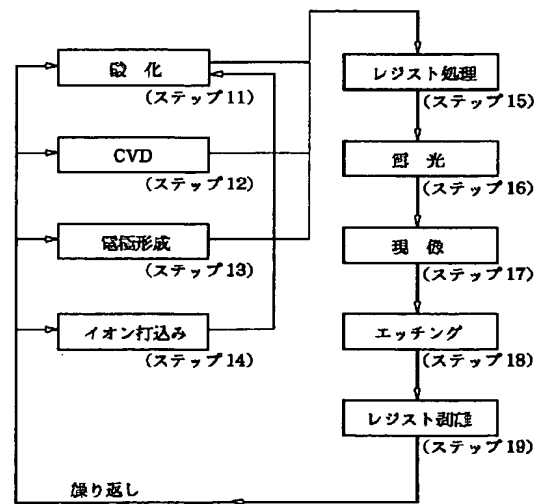 酸化
(ステップ11)
CVD
(ステップ12)
電極形成
(ステップ13)
イオン打込み
(ステップ14)
レジスト処理
(ステップ15)
露光
(ステップ16)
現像
(ステップ17)
エッチング
(ステップ18)
レジスト剥離
(ステップ19)
繰り返し